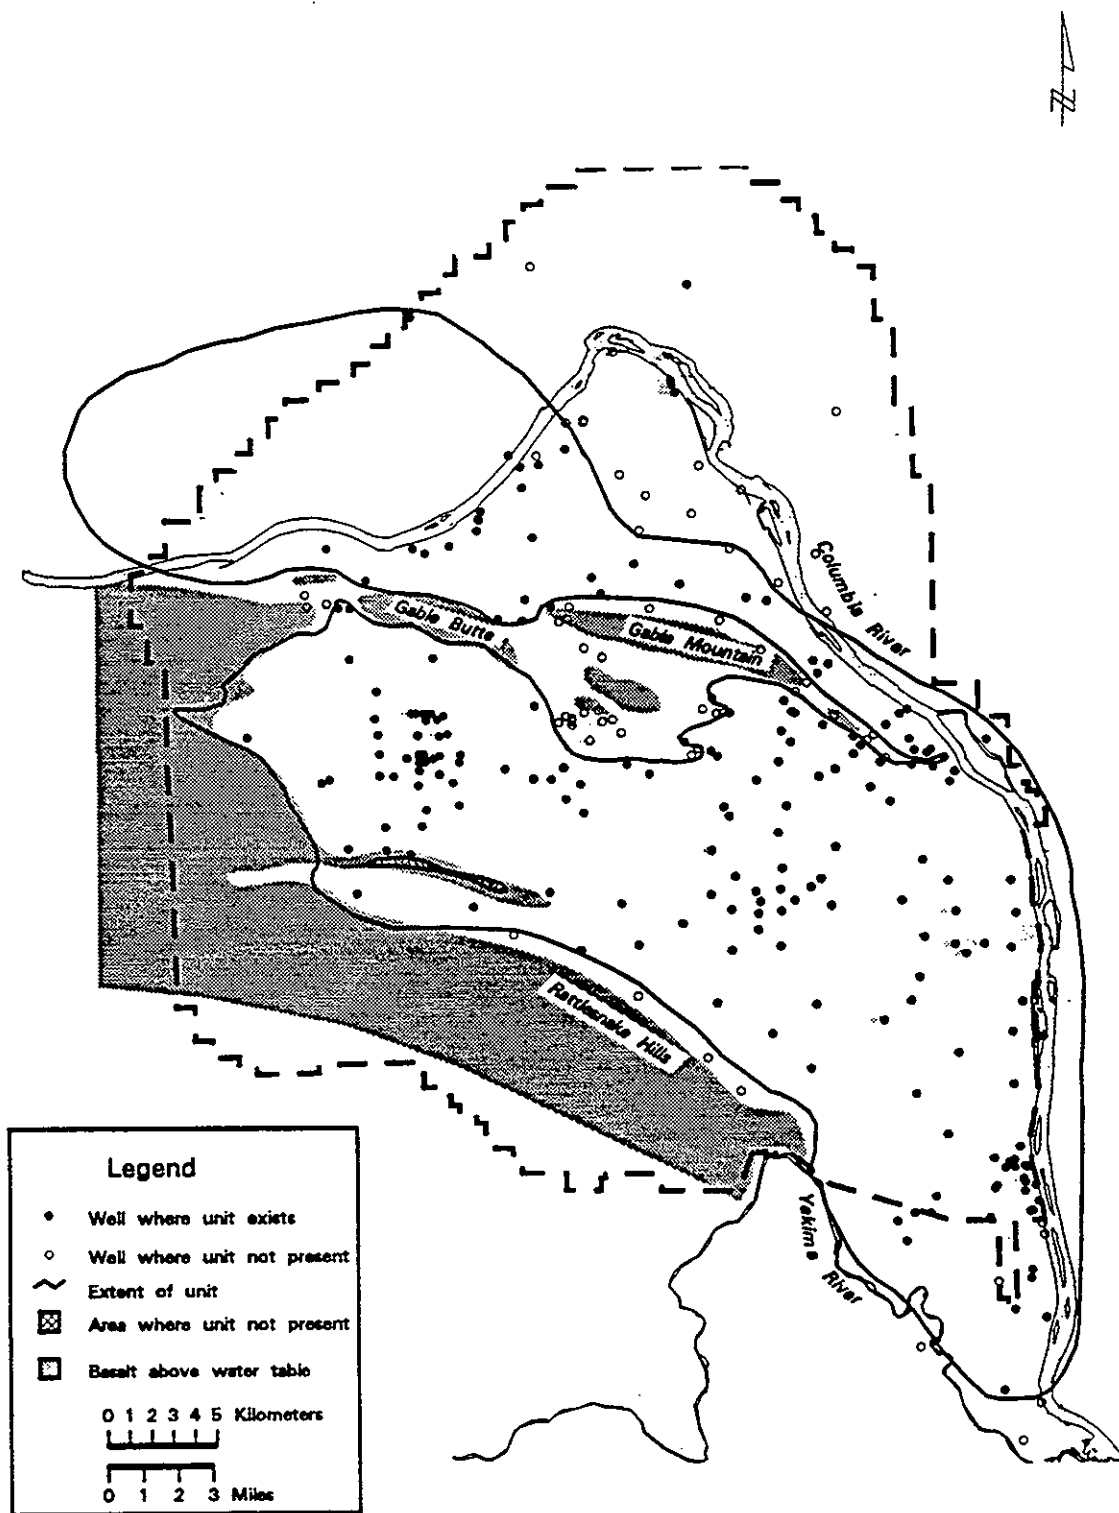 N
Columbia River
Gable Butte
Gable Mountain
Rattlesnake Hills
Yakima River
Legend
Well where unit exists
Well where unit not present
Extent of unit
Area where unit not present
Basalt above water table
0 1 2 3 4 5 Kilometers
0 1 2 3 Miles